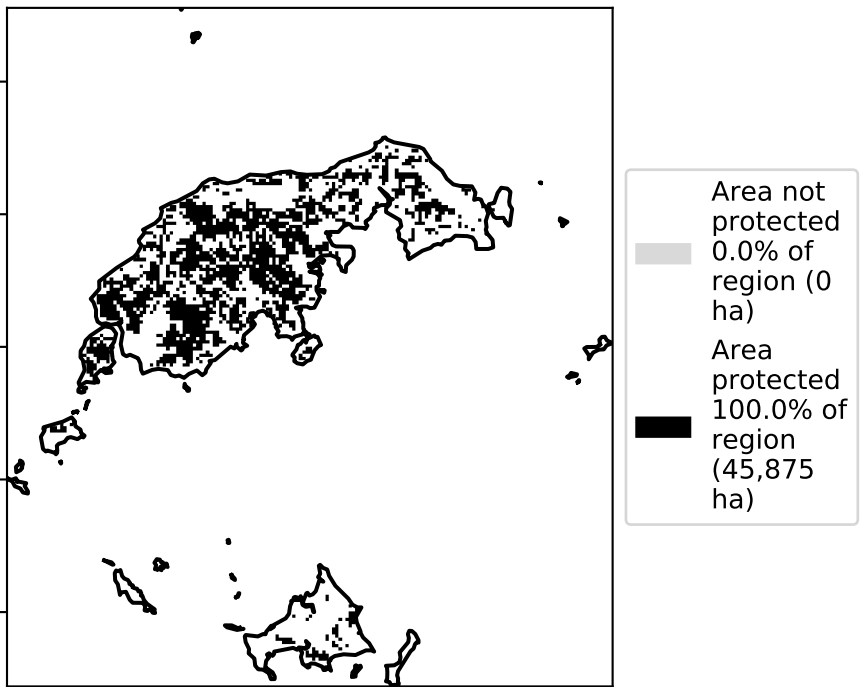 Area not
protected
0.0% of
region (0
ha)
Area
protected
100.0% of
region
(45,875
ha)